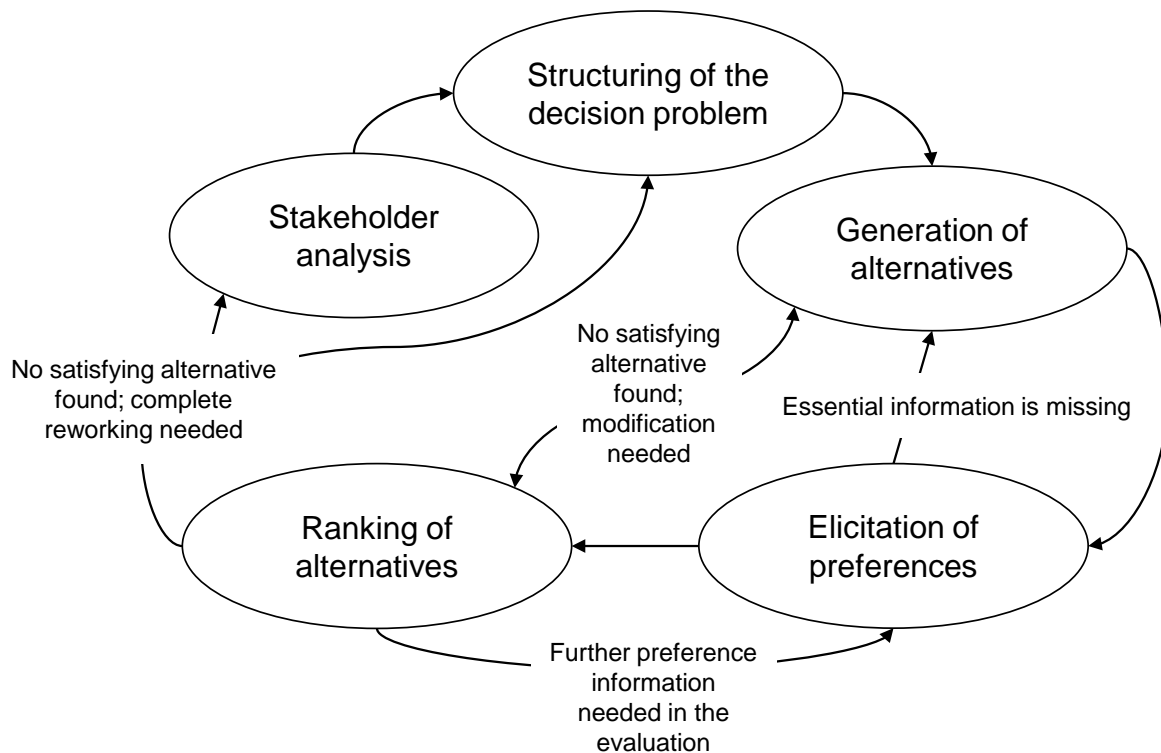 Structuring of the
decision problem
Stakeholder
analysis
Generation of
alternatives
No satisfying alternative
found; complete
reworking needed
No satisfying
alternative
found;
modification
needed
Essential information is missing
Ranking of
alternatives
Elicitation of
preferences
Further preference
information
needed in the
evaluation